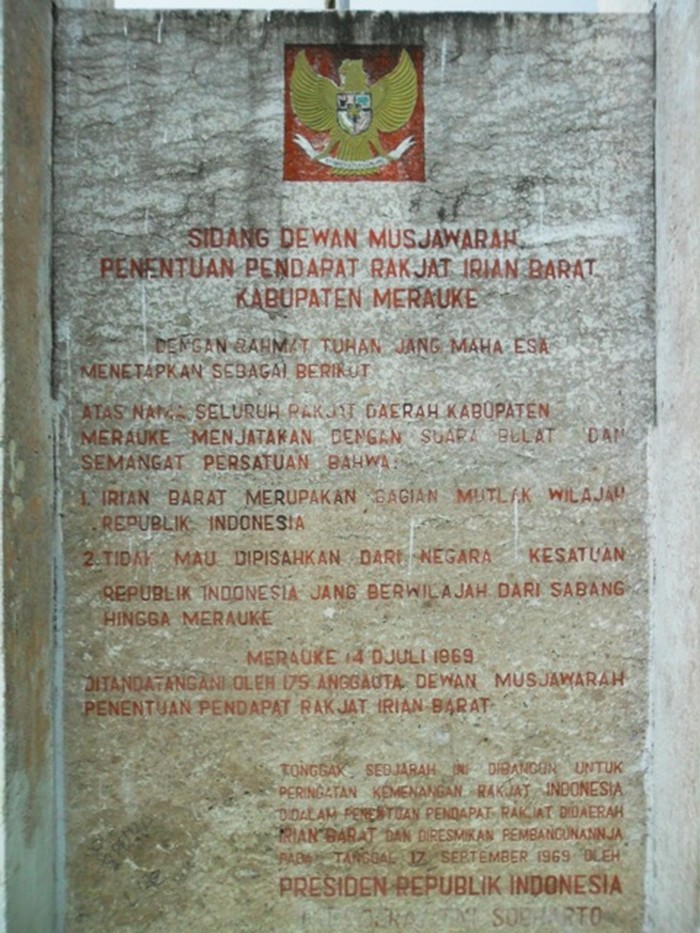 SIDANG DEWAN MUSJAWARAH
PENENTUAN PENDAPAT RAKJAT IRIAN BARAT
KABUPATEN MERAUKE
DENGAN RAHMAT TUHAN JANG MAHA ESA
MENETAPKAN SEBAGAI BERIKUT
ATAS NAMA SELURUH RAKJAT DAERAH KABUPATEN
MERAUKE MENJATAKAN DENGAN SUARA BULAT DAN
SEMANGAT PERSATUAN BAHWA:
1. IRIAN BARAT MERUPAKAN BAGIAN MUTLAK WILAJAH
REPUBLIK INDONESIA
2. TIDAK MAU DIPISAHKAN DARI NEGARA KESATUAN
REPUBLIK INDONESIA JANG BERWILAJAH DARI SABANG
HINGGA MERAUKE
MERAUKE 14 DJULI 1969
DITANDATANGANI OLEH 175 ANGGAUTA DEWAN MUSJAWARAH
PENENTUAN PENDAPAT RAKJAT IRIAN BARAT
TONGGAK SEDJARAH INI DIBANGUN UNTUK
PERINGATAN KEMENANGAN RAKJAT INDONESIA
DIDALAM PENENTUAN PENDAPAT RAKJAT DIDAERAH
IRIAN BARAT DAN DIRESMIKAN PEMBANGUNANNJA
PADA TANGGAL 17 SEPTEMBER 1969 OLEH
PRESIDEN REPUBLIK INDONESIA
SOEHARTO